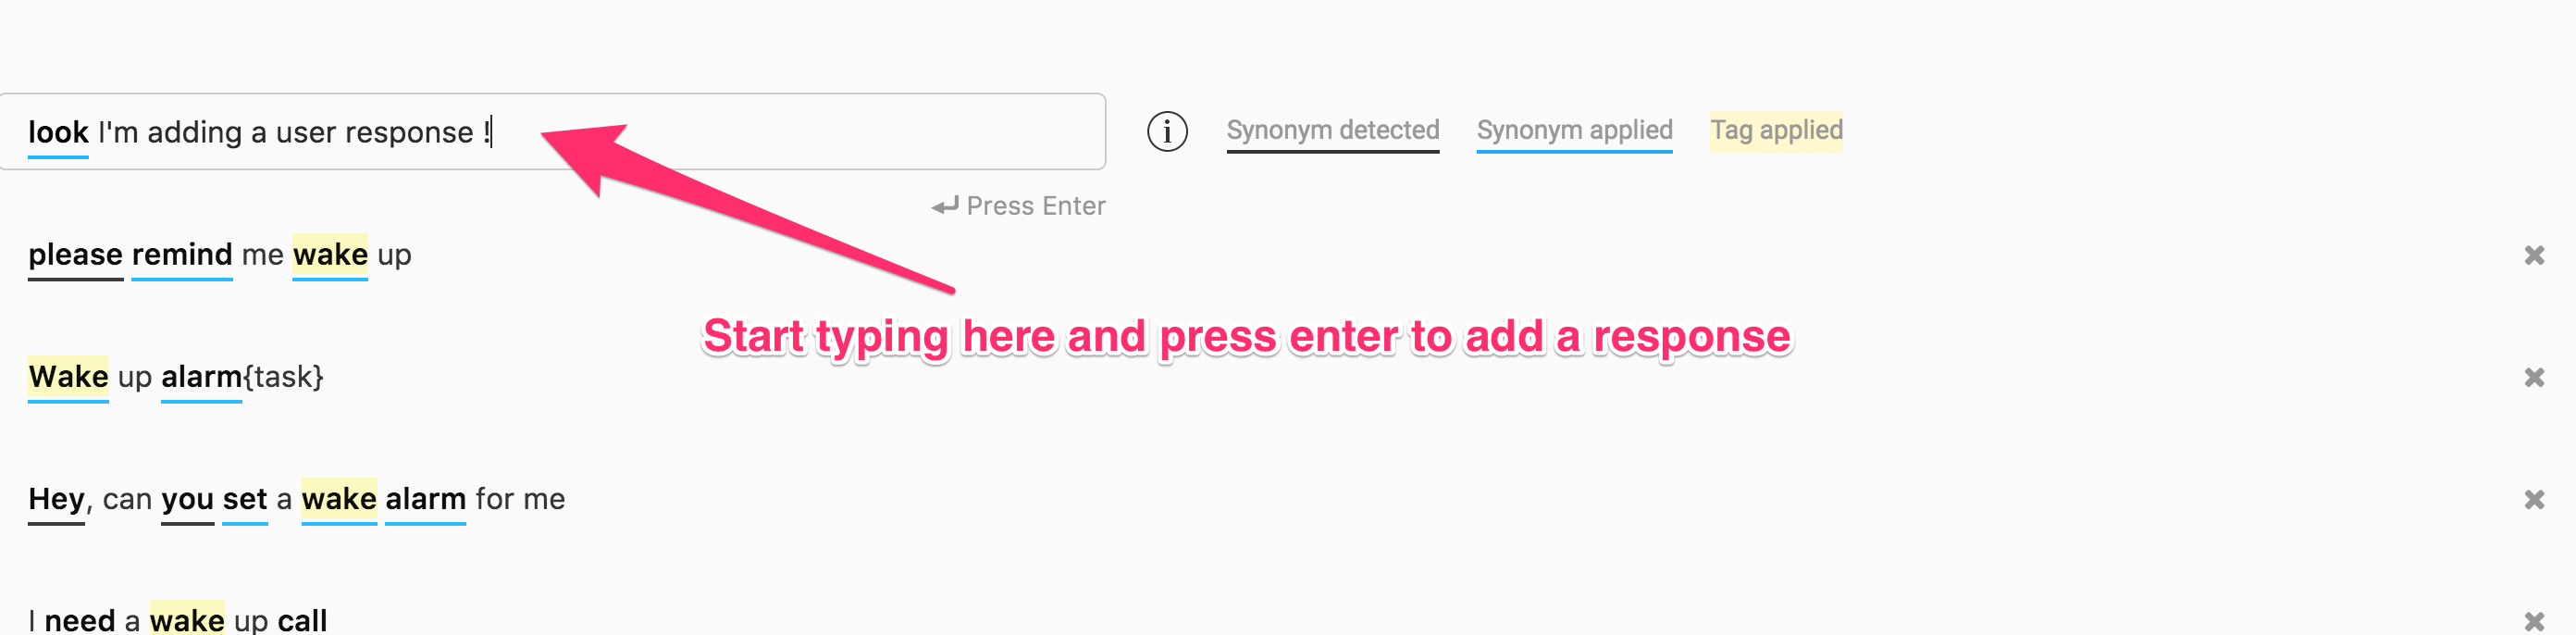 look I'm adding a user response !
Synonym detected Synonym applied Tag applied
Press Enter
please remind me wake up
Start typing here and press enter to add a response
Wake up alarm{task}
Hey, can you set a wake alarm for me
I need a wake up call